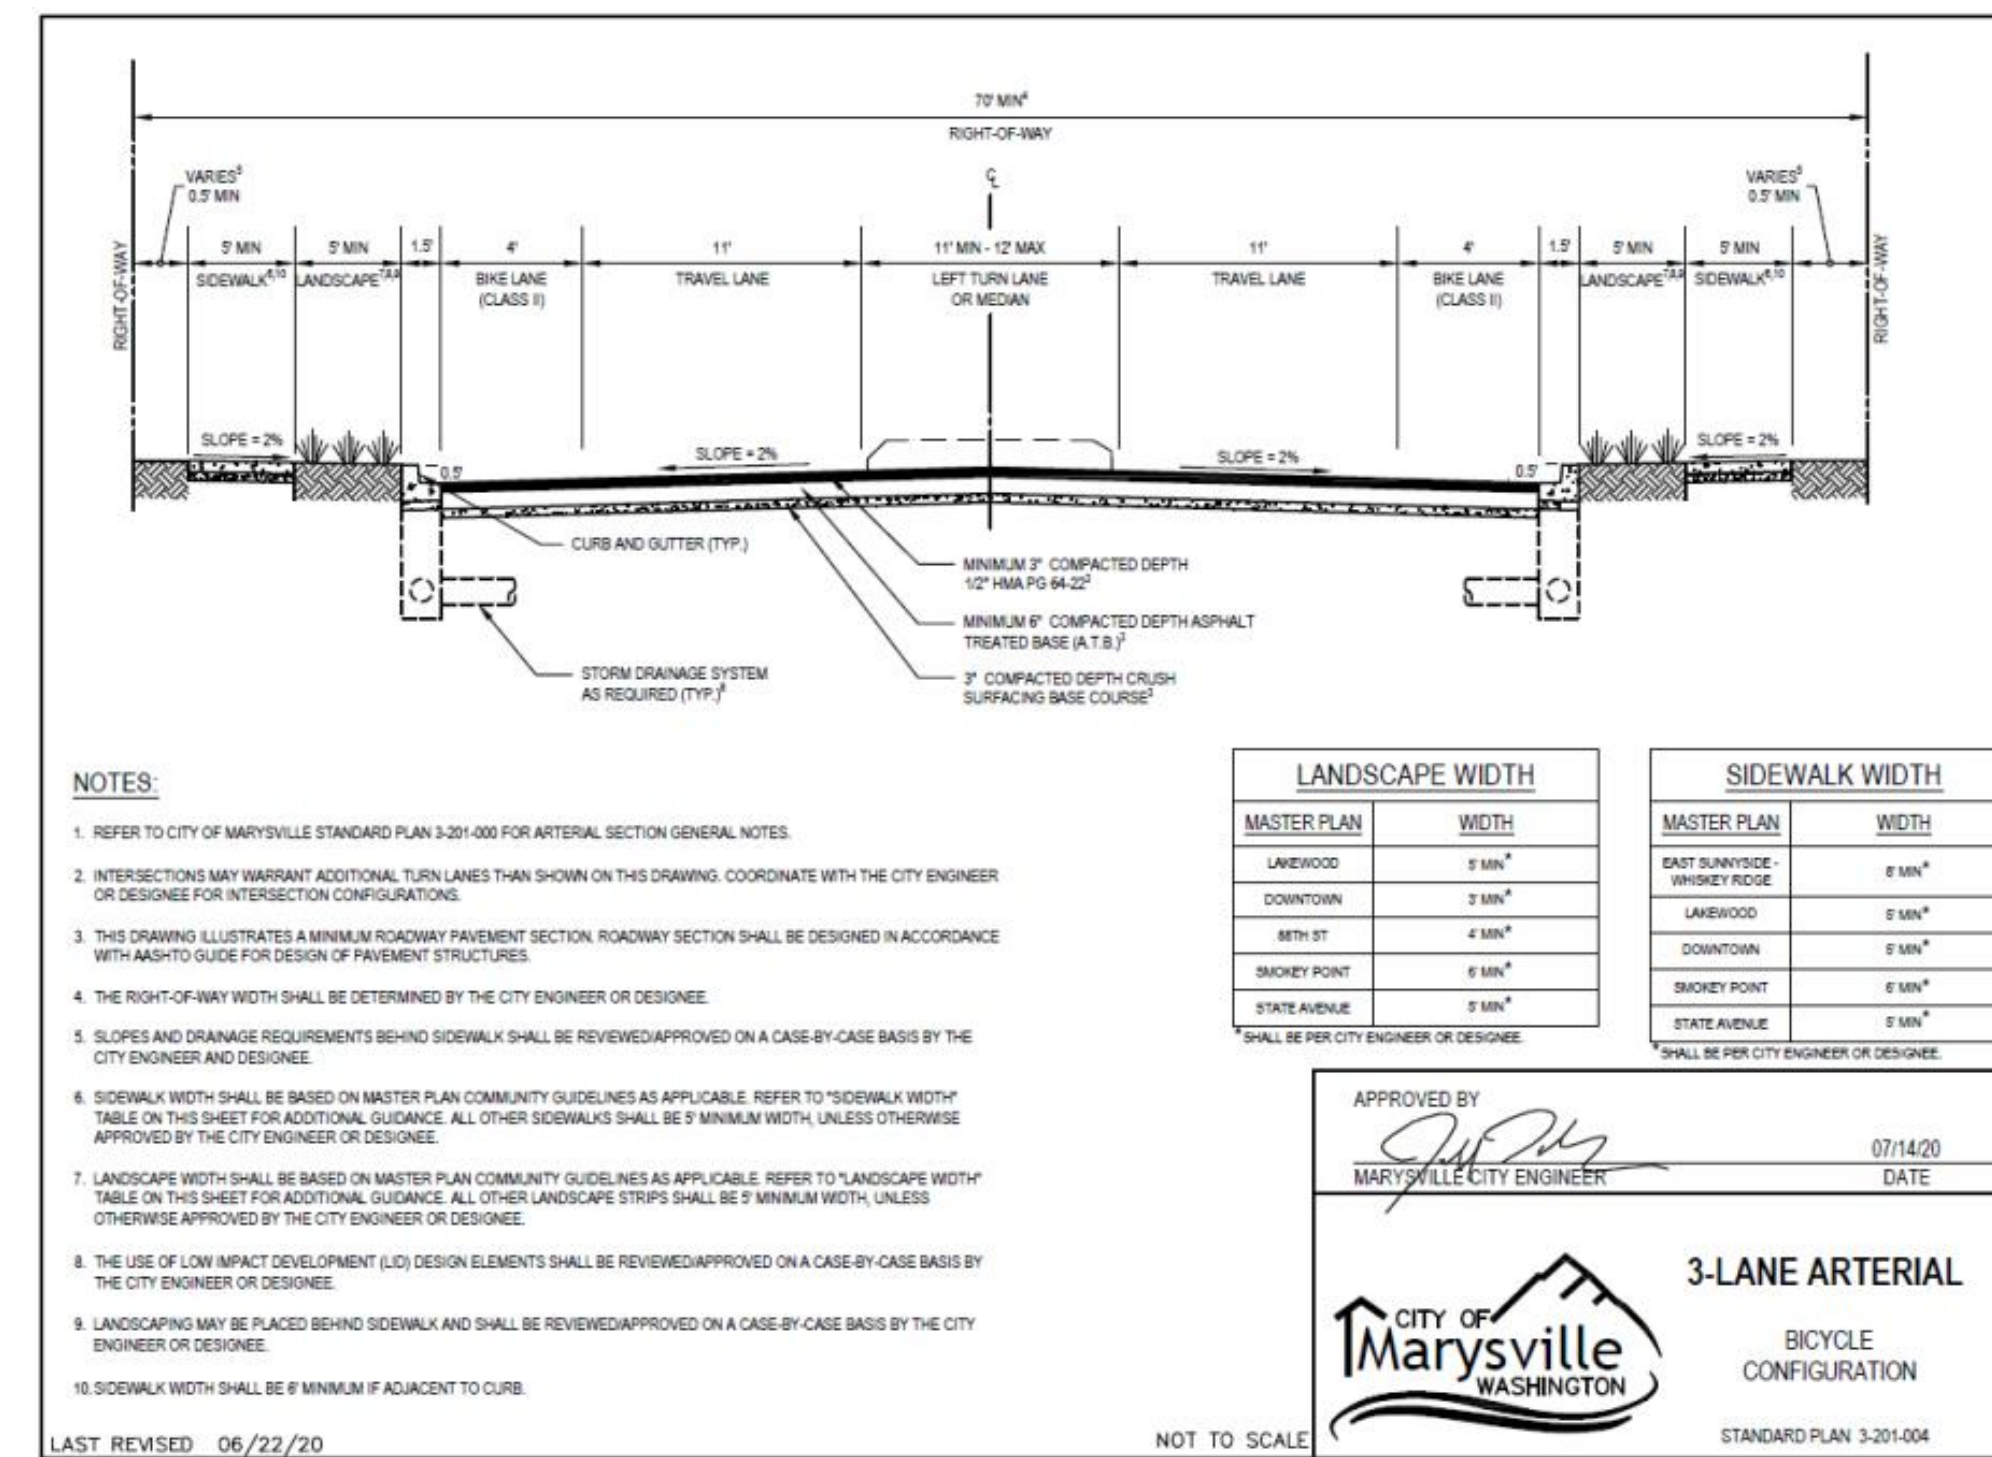 70' MIN⁴
RIGHT-OF-WAY
VARIES⁵
0.5' MIN
℄
VARIES⁵
0.5' MIN
RIGHT-OF-WAY
5' MIN
SIDEWALK⁶,¹⁰
5' MIN
LANDSCAPE⁷,⁸,⁹
1.5'
4'
BIKE LANE
(CLASS II)
11'
TRAVEL LANE
11' MIN - 12' MAX
LEFT TURN LANE
OR MEDIAN
11'
TRAVEL LANE
4'
BIKE LANE
(CLASS II)
1.5'
5' MIN
LANDSCAPE⁷,⁸,⁹
5' MIN
SIDEWALK⁶,¹⁰
RIGHT-OF-WAY
SLOPE = 2%
0.5'
SLOPE = 2%
SLOPE = 2%
0.5'
SLOPE = 2%
CURB AND GUTTER (TYP.)
MINIMUM 3" COMPACTED DEPTH
1/2" HMA PG 64-22³
MINIMUM 6" COMPACTED DEPTH ASPHALT
TREATED BASE (A.T.B.)³
3" COMPACTED DEPTH CRUSH
SURFACING BASE COURSE³
STORM DRAINAGE SYSTEM
AS REQUIRED (TYP.)⁸
NOTES:
1. REFER TO CITY OF MARYSVILLE STANDARD PLAN 3-201-000 FOR ARTERIAL SECTION GENERAL NOTES.
2. INTERSECTIONS MAY WARRANT ADDITIONAL TURN LANES THAN SHOWN ON THIS DRAWING. COORDINATE WITH THE CITY ENGINEER
OR DESIGNEE FOR INTERSECTION CONFIGURATIONS.
3. THIS DRAWING ILLUSTRATES A MINIMUM ROADWAY PAVEMENT SECTION. ROADWAY SECTION SHALL BE DESIGNED IN ACCORDANCE
WITH AASHTO GUIDE FOR DESIGN OF PAVEMENT STRUCTURES.
4. THE RIGHT-OF-WAY WIDTH SHALL BE DETERMINED BY THE CITY ENGINEER OR DESIGNEE.
5. SLOPES AND DRAINAGE REQUIREMENTS BEHIND SIDEWALK SHALL BE REVIEWED/APPROVED ON A CASE-BY-CASE BASIS BY THE
CITY ENGINEER AND DESIGNEE.
6. SIDEWALK WIDTH SHALL BE BASED ON MASTER PLAN COMMUNITY GUIDELINES AS APPLICABLE. REFER TO "SIDEWALK WIDTH"
TABLE ON THIS SHEET FOR ADDITIONAL GUIDANCE. ALL OTHER SIDEWALKS SHALL BE 5' MINIMUM WIDTH, UNLESS OTHERWISE
APPROVED BY THE CITY ENGINEER OR DESIGNEE.
7. LANDSCAPE WIDTH SHALL BE BASED ON MASTER PLAN COMMUNITY GUIDELINES AS APPLICABLE. REFER TO "LANDSCAPE WIDTH"
TABLE ON THIS SHEET FOR ADDITIONAL GUIDANCE. ALL OTHER LANDSCAPE STRIPS SHALL BE 5' MINIMUM WIDTH, UNLESS
OTHERWISE APPROVED BY THE CITY ENGINEER OR DESIGNEE.
8. THE USE OF LOW IMPACT DEVELOPMENT (LID) DESIGN ELEMENTS SHALL BE REVIEWED/APPROVED ON A CASE-BY-CASE BASIS BY
THE CITY ENGINEER OR DESIGNEE.
9. LANDSCAPING MAY BE PLACED BEHIND SIDEWALK AND SHALL BE REVIEWED/APPROVED ON A CASE-BY-CASE BASIS BY THE CITY
ENGINEER OR DESIGNEE.
10. SIDEWALK WIDTH SHALL BE 6' MINIMUM IF ADJACENT TO CURB.
LAST REVISED 06/22/20
NOT TO SCALE
LANDSCAPE WIDTH
MASTER PLAN WIDTH
LAKEWOOD 5' MIN*
DOWNTOWN 3' MIN*
88TH ST 4' MIN*
SMOKEY POINT 6' MIN*
STATE AVENUE 5' MIN*
*SHALL BE PER CITY ENGINEER OR DESIGNEE.
SIDEWALK WIDTH
MASTER PLAN WIDTH
EAST SUNNYSIDE -
WHISKEY RIDGE MIN*
LAKEWOOD 5' MIN*
DOWNTOWN 5' MIN*
SMOKEY POINT 6' MIN*
STATE AVENUE 5' MIN*
*SHALL BE PER CITY ENGINEER OR DESIGNEE.
APPROVED BY
07/14/20
MARYSVILLE CITY ENGINEER DATE
CITY OF
Marysville
WASHINGTON
3-LANE ARTERIAL
BICYCLE
CONFIGURATION
STANDARD PLAN 3-201-004